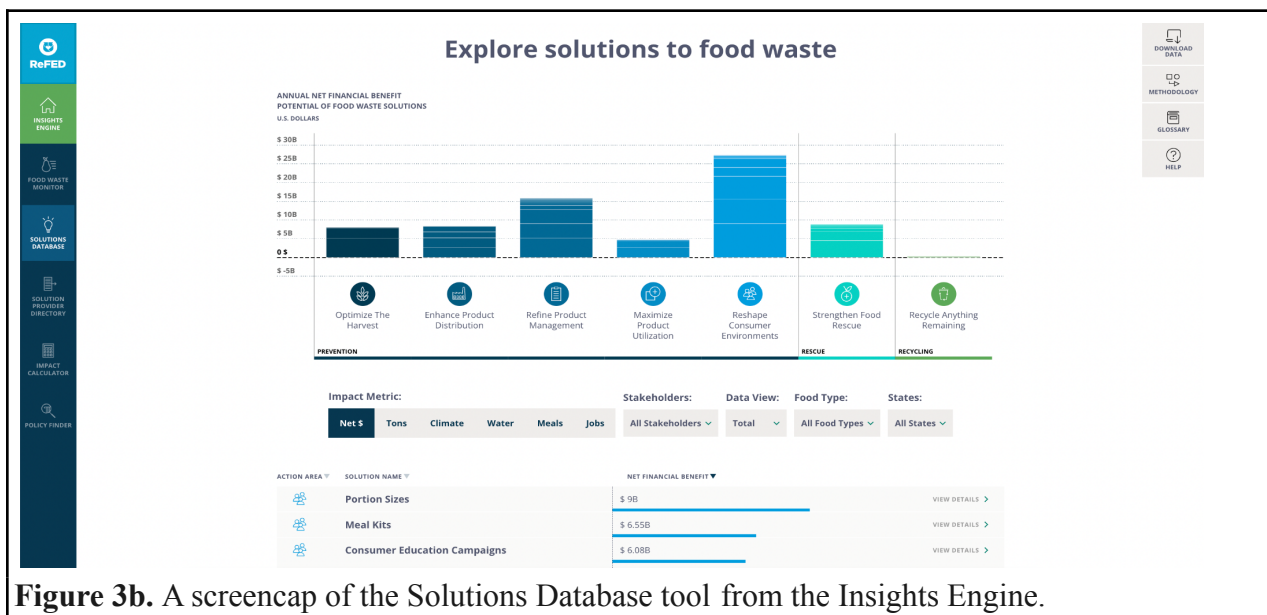 ReFED
INSIGHTS
ENGINE
FOOD WASTE
MONITOR
SOLUTIONS
DATABASE
SOLUTION
PROVIDER
DIRECTORY
IMPACT
CALCULATOR
POLICY FINDER
Explore solutions to food waste
DOWNLOAD
DATA
METHODOLOGY
GLOSSARY
HELP
ANNUAL NET FINANCIAL BENEFIT
POTENTIAL OF FOOD WASTE SOLUTIONS
U.S. DOLLARS
$ 30B
$ 25B
$ 20B
$ 15B
$ 10B
$ 5B
0 $
$ -5B
Optimize The
Harvest
Enhance Product
Distribution
Refine Product
Management
Maximize
Product
Utilization
Reshape
Consumer
Environments
Strengthen Food
Rescue
Recycle Anything
Remaining
PREVENTION
RESCUE
RECYCLING
Impact Metric:
Net $ Tons Climate Water Meals Jobs
Stakeholders:
All Stakeholders
Data View:
Total
Food Type:
All Food Types
States:
All States
ACTION AREA SOLUTION NAME NET FINANCIAL BENEFIT
Portion Sizes $ 9B VIEW DETAILS
Meal Kits $ 6.55B VIEW DETAILS
Consumer Education Campaigns $ 6.08B VIEW DETAILS
Figure 3b. A screencap of the Solutions Database tool from the Insights Engine.